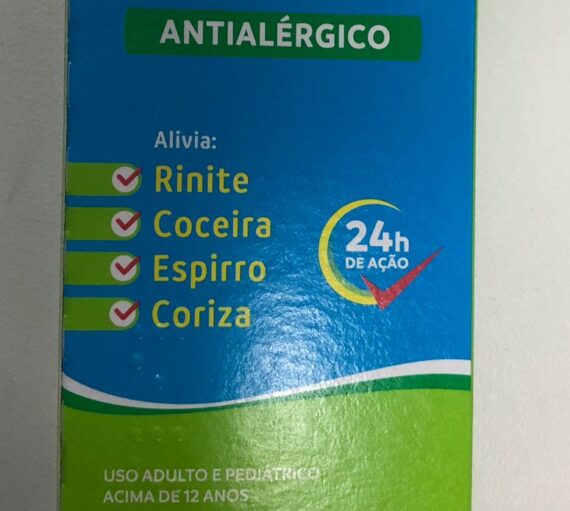 ANTIALÉRGICO
Alivia:
Rinite
Coceira
Espirro
Coriza
24h
DE AÇÃO
USO ADULTO E PEDIÁTRICO
ACIMA DE 12 ANOS